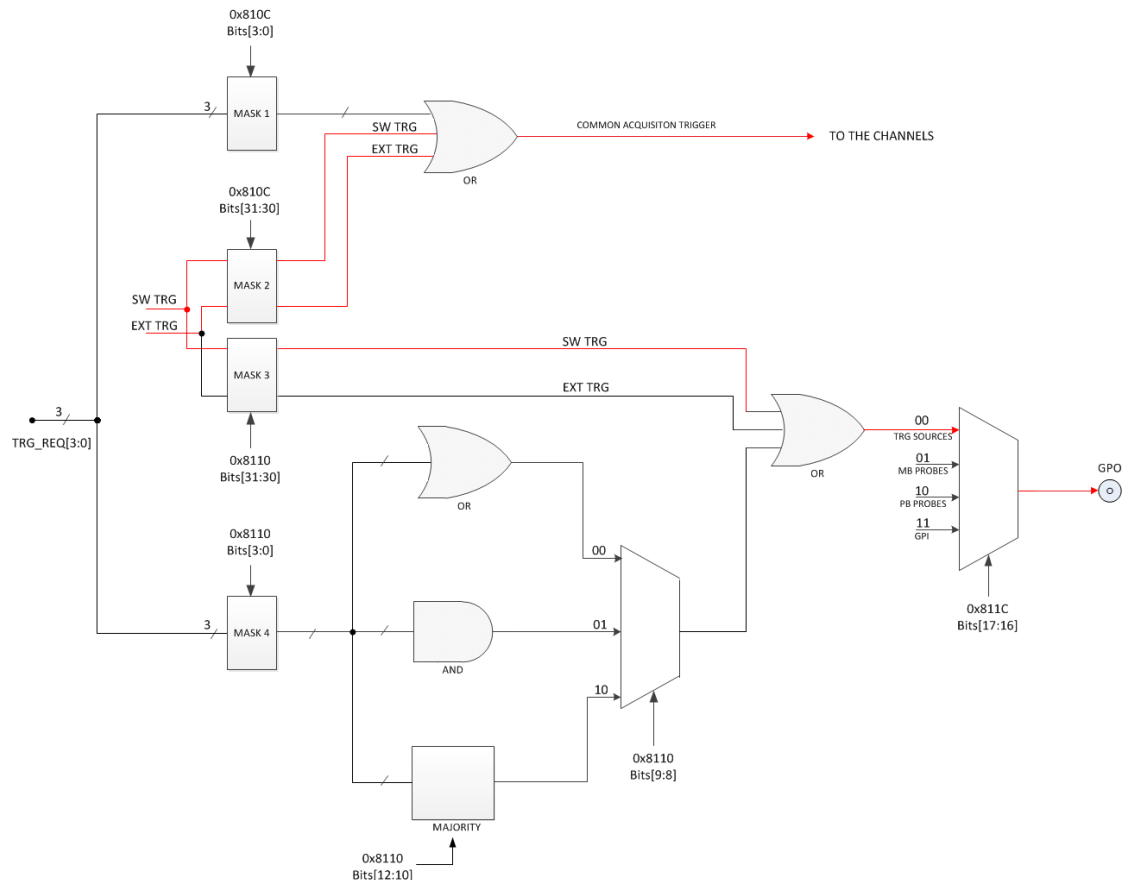 0x810C
Bits[3:0]
3
MASK 1
SW TRG
EXT TRG
OR
COMMON ACQUISITON TRIGGER
TO THE CHANNELS
0x810C
Bits[31:30]
MASK 2
SW TRG
EXT TRG
MASK 3
SW TRG
EXT TRG
0x8110
Bits[31:30]
3
TRG_REQ[3:0]
OR
OR
00
TRG SOURCES
01
MB PROBES
10
PB PROBES
11
GPI
GPO
0x811C
Bits[17:16]
0x8110
Bits[3:0]
3
MASK 4
AND
00
01
10
0x8110
Bits[9:8]
MAJORITY
0x8110
Bits[12:10]